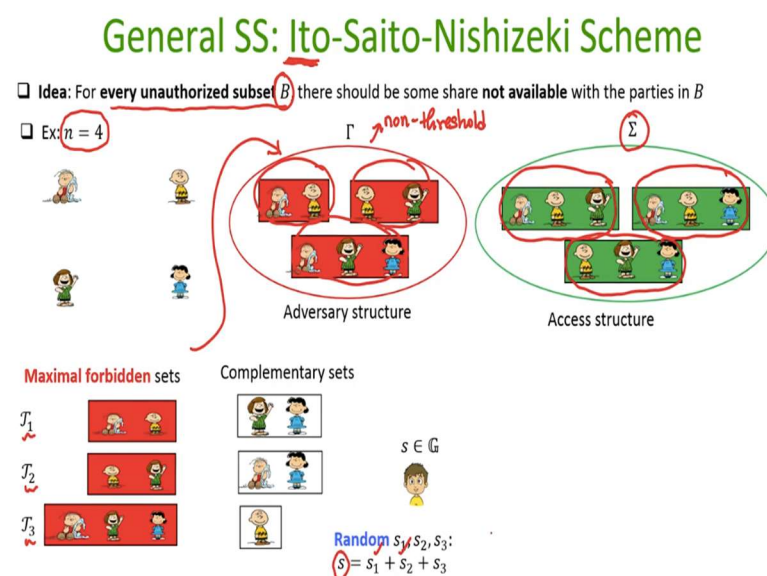 General SS: Ito-Saito-Nishizeki Scheme
❑ Idea: For every unauthorized subset B there should be some share not available with the parties in B
❑ Ex: n = 4
Γ
non-threshold
Σ
Adversary structure
Access structure
Maximal forbidden sets
Complementary sets
𝒯₁
𝒯₂
𝒯₃
s ∈ 𝔾
Random s₁, s₂, s₃:
s = s₁ + s₂ + s₃